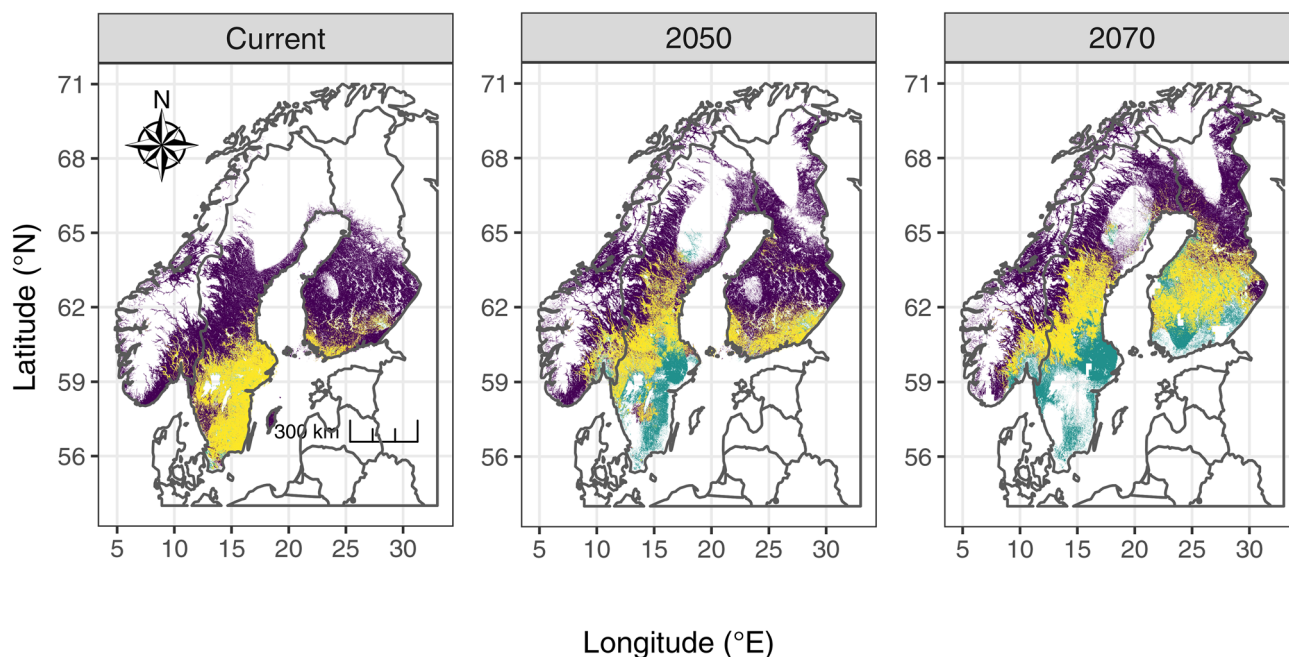 Current 2050 2070
N
71 71 71
68 68 68
65 65 65
62 62 62
59 59 59
56 56 56
300 km
5 10 15 20 25 30 5 10 15 20 25 30 5 10 15 20 25 30
Latitude (°N)
Longitude (°E)